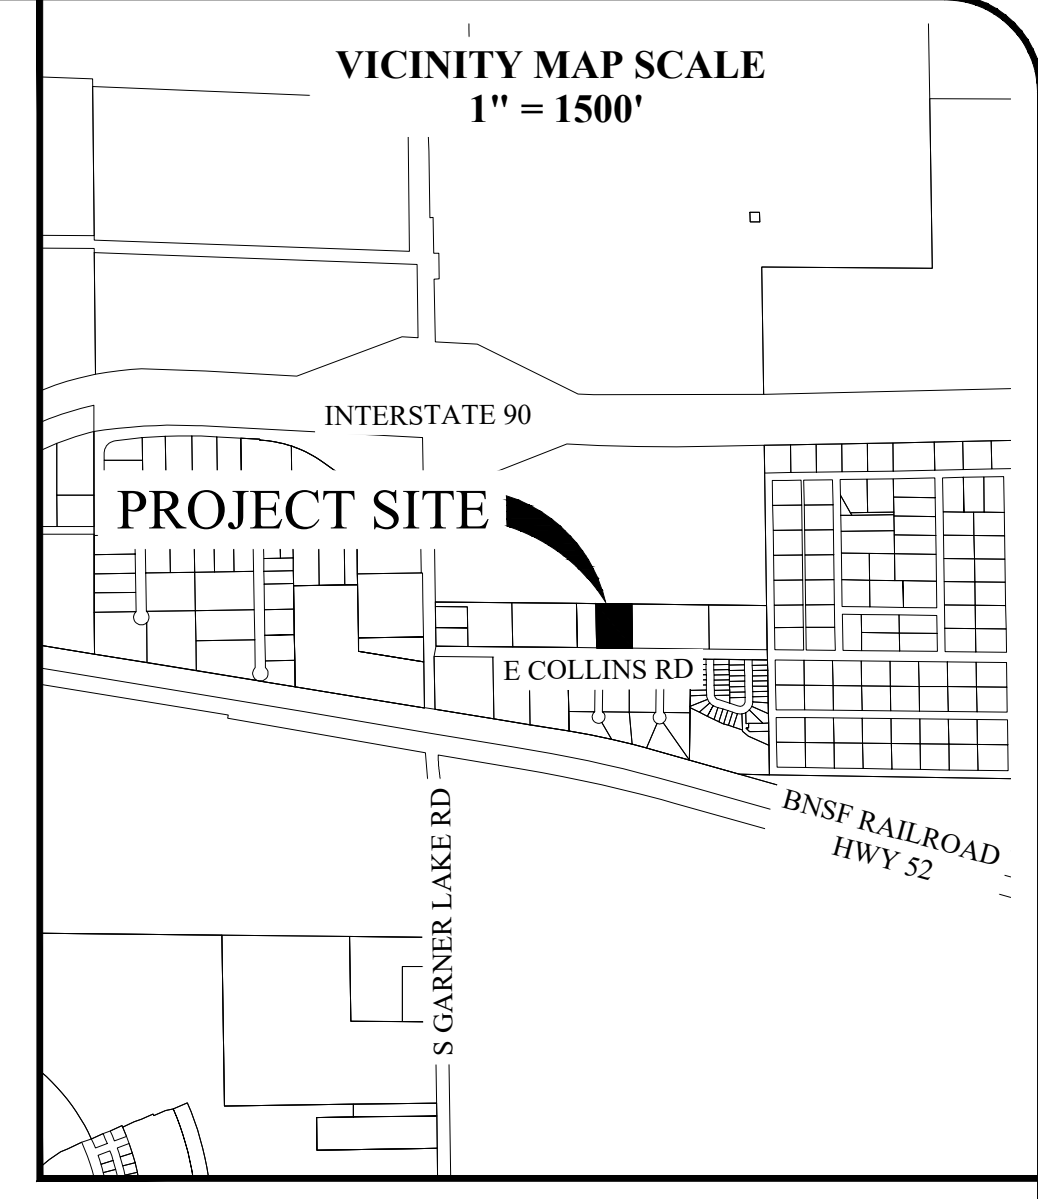 VICINITY MAP SCALE
1" = 1500'
INTERSTATE 90
PROJECT SITE
E COLLINS RD
BNSF RAILROAD
HWY 52
S GARNER LAKE RD